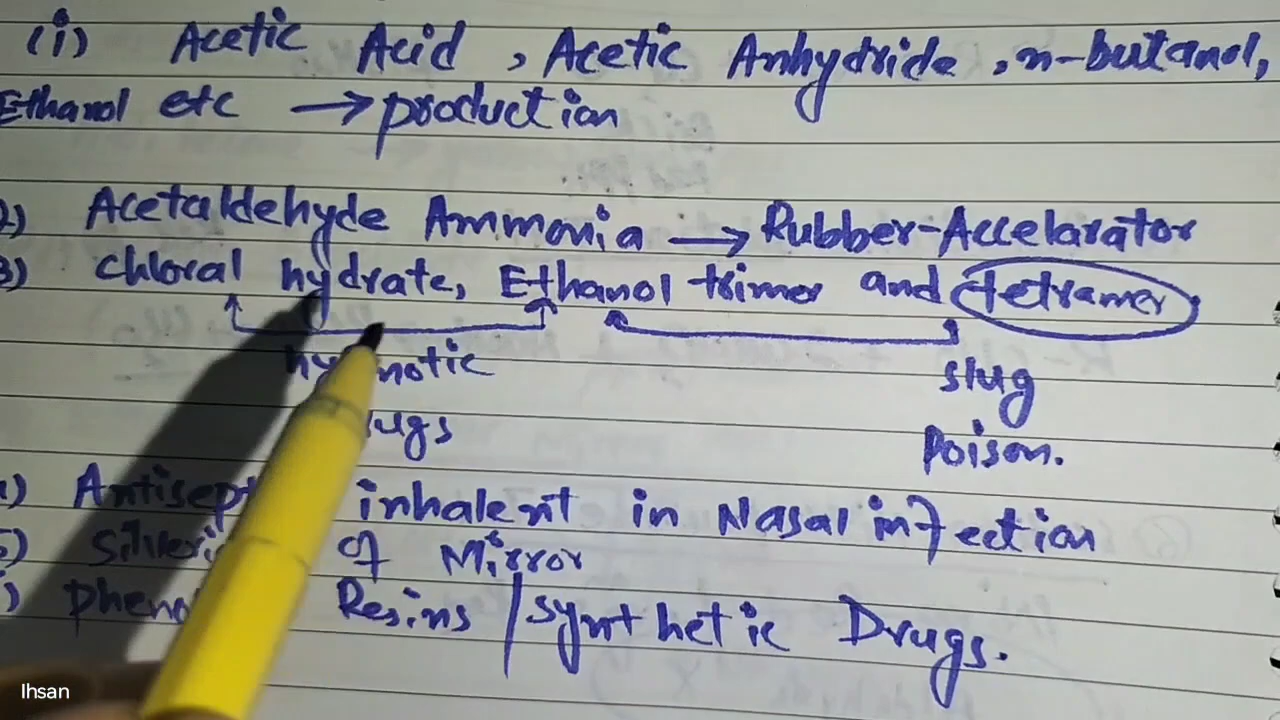 (i) Acetic Acid, Acetic Anhydride, n-butanol,
Ethanol etc → production
2) Acetaldehyde Ammonia → Rubber-Accelarator
3) chloral hydrate, Ethanol trimer and tetramer
slug
Poison.
inhalent in Nasal infection
of Mirror
Resins / synthetic Drugs.
Ihsan